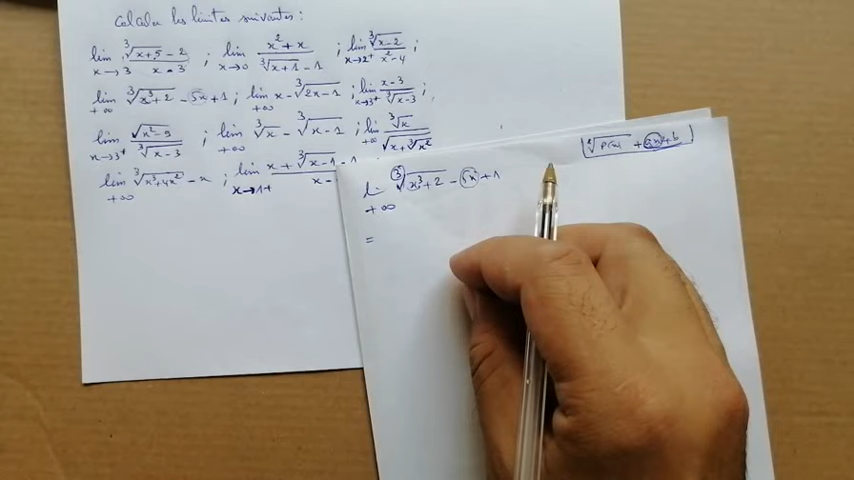 Calculer les limites suivantes :
lim x→3 ∛(x+5) - 2 / x - 3 ; lim x→0 x² + x / ∛(x+1) - 1 ; lim x→2⁺ ∛(x-2) / x² - 4 ;
lim +∞ ∛(x³+2) - 5x + 1 ; lim +∞ x - ∛(2x-1) ; lim x→3⁺ x-3 / ∛(x-3) ;
lim x→3⁺ √(x²-9) / ∛(x-3) ; lim +∞ ∛x - ∛(x-1) ; lim +∞ ∛x / √(x+∛x²)
lim +∞ ∛(x³+4x²) - x ; lim x→1+ x + ∛(x-1) - 1 / x -
∛(P(x)) + ax + b
lim +∞ ∛(x³+2) - 5x + 1
=